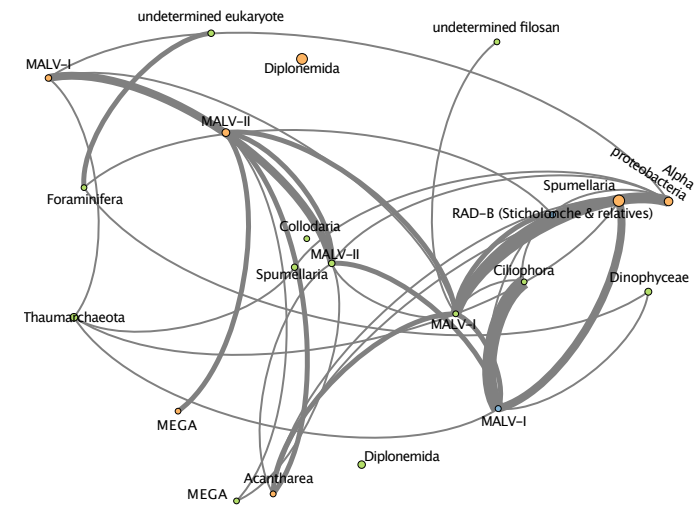 undetermined eukaryote
undetermined filosan
MALV-I
Diplonemida
MALV-II
Alpha
proteobacteria
Spumellaria
Foraminifera
RAD-B (Sticholonche & relatives)
Collodaria
MALV-II
Spumellaria
Ciliophora
Dinophyceae
Thaumarchaeota
MALV-I
MEGA
MALV-I
Diplonemida
Acantharea
MEGA